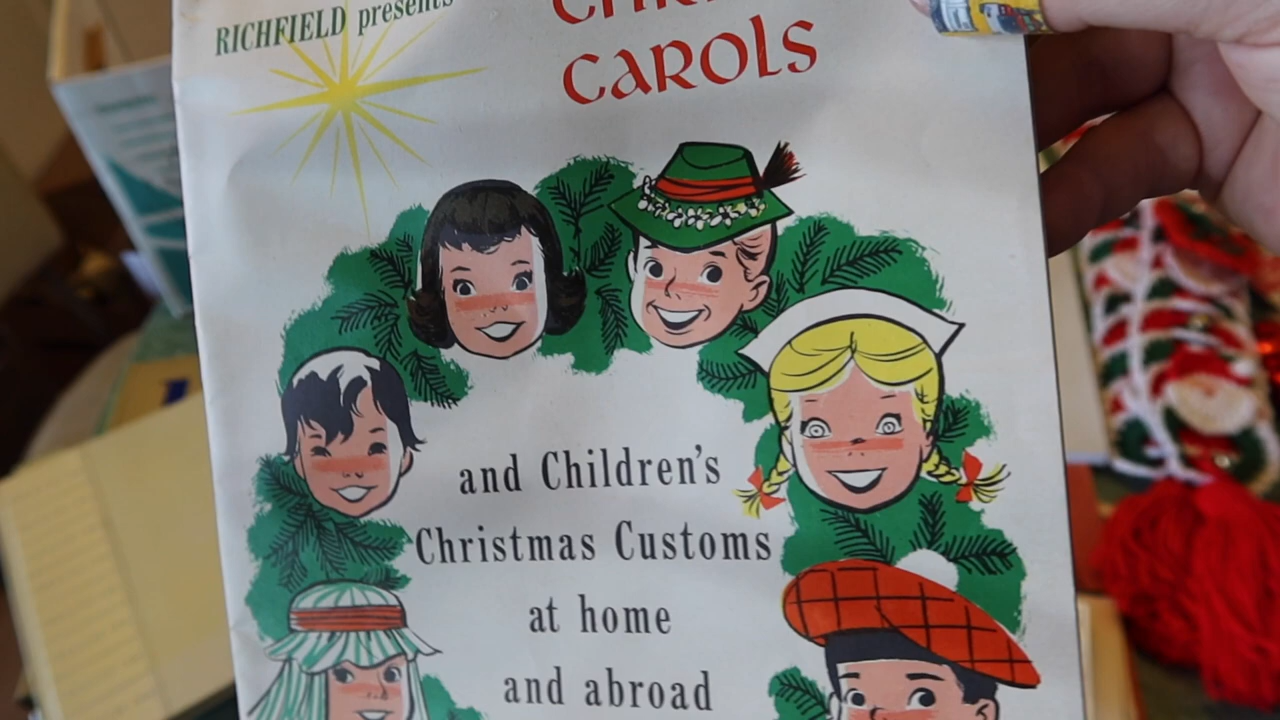 RICHFIELD presents
CAROLS
and Children's
Christmas Customs
at home
and abroad